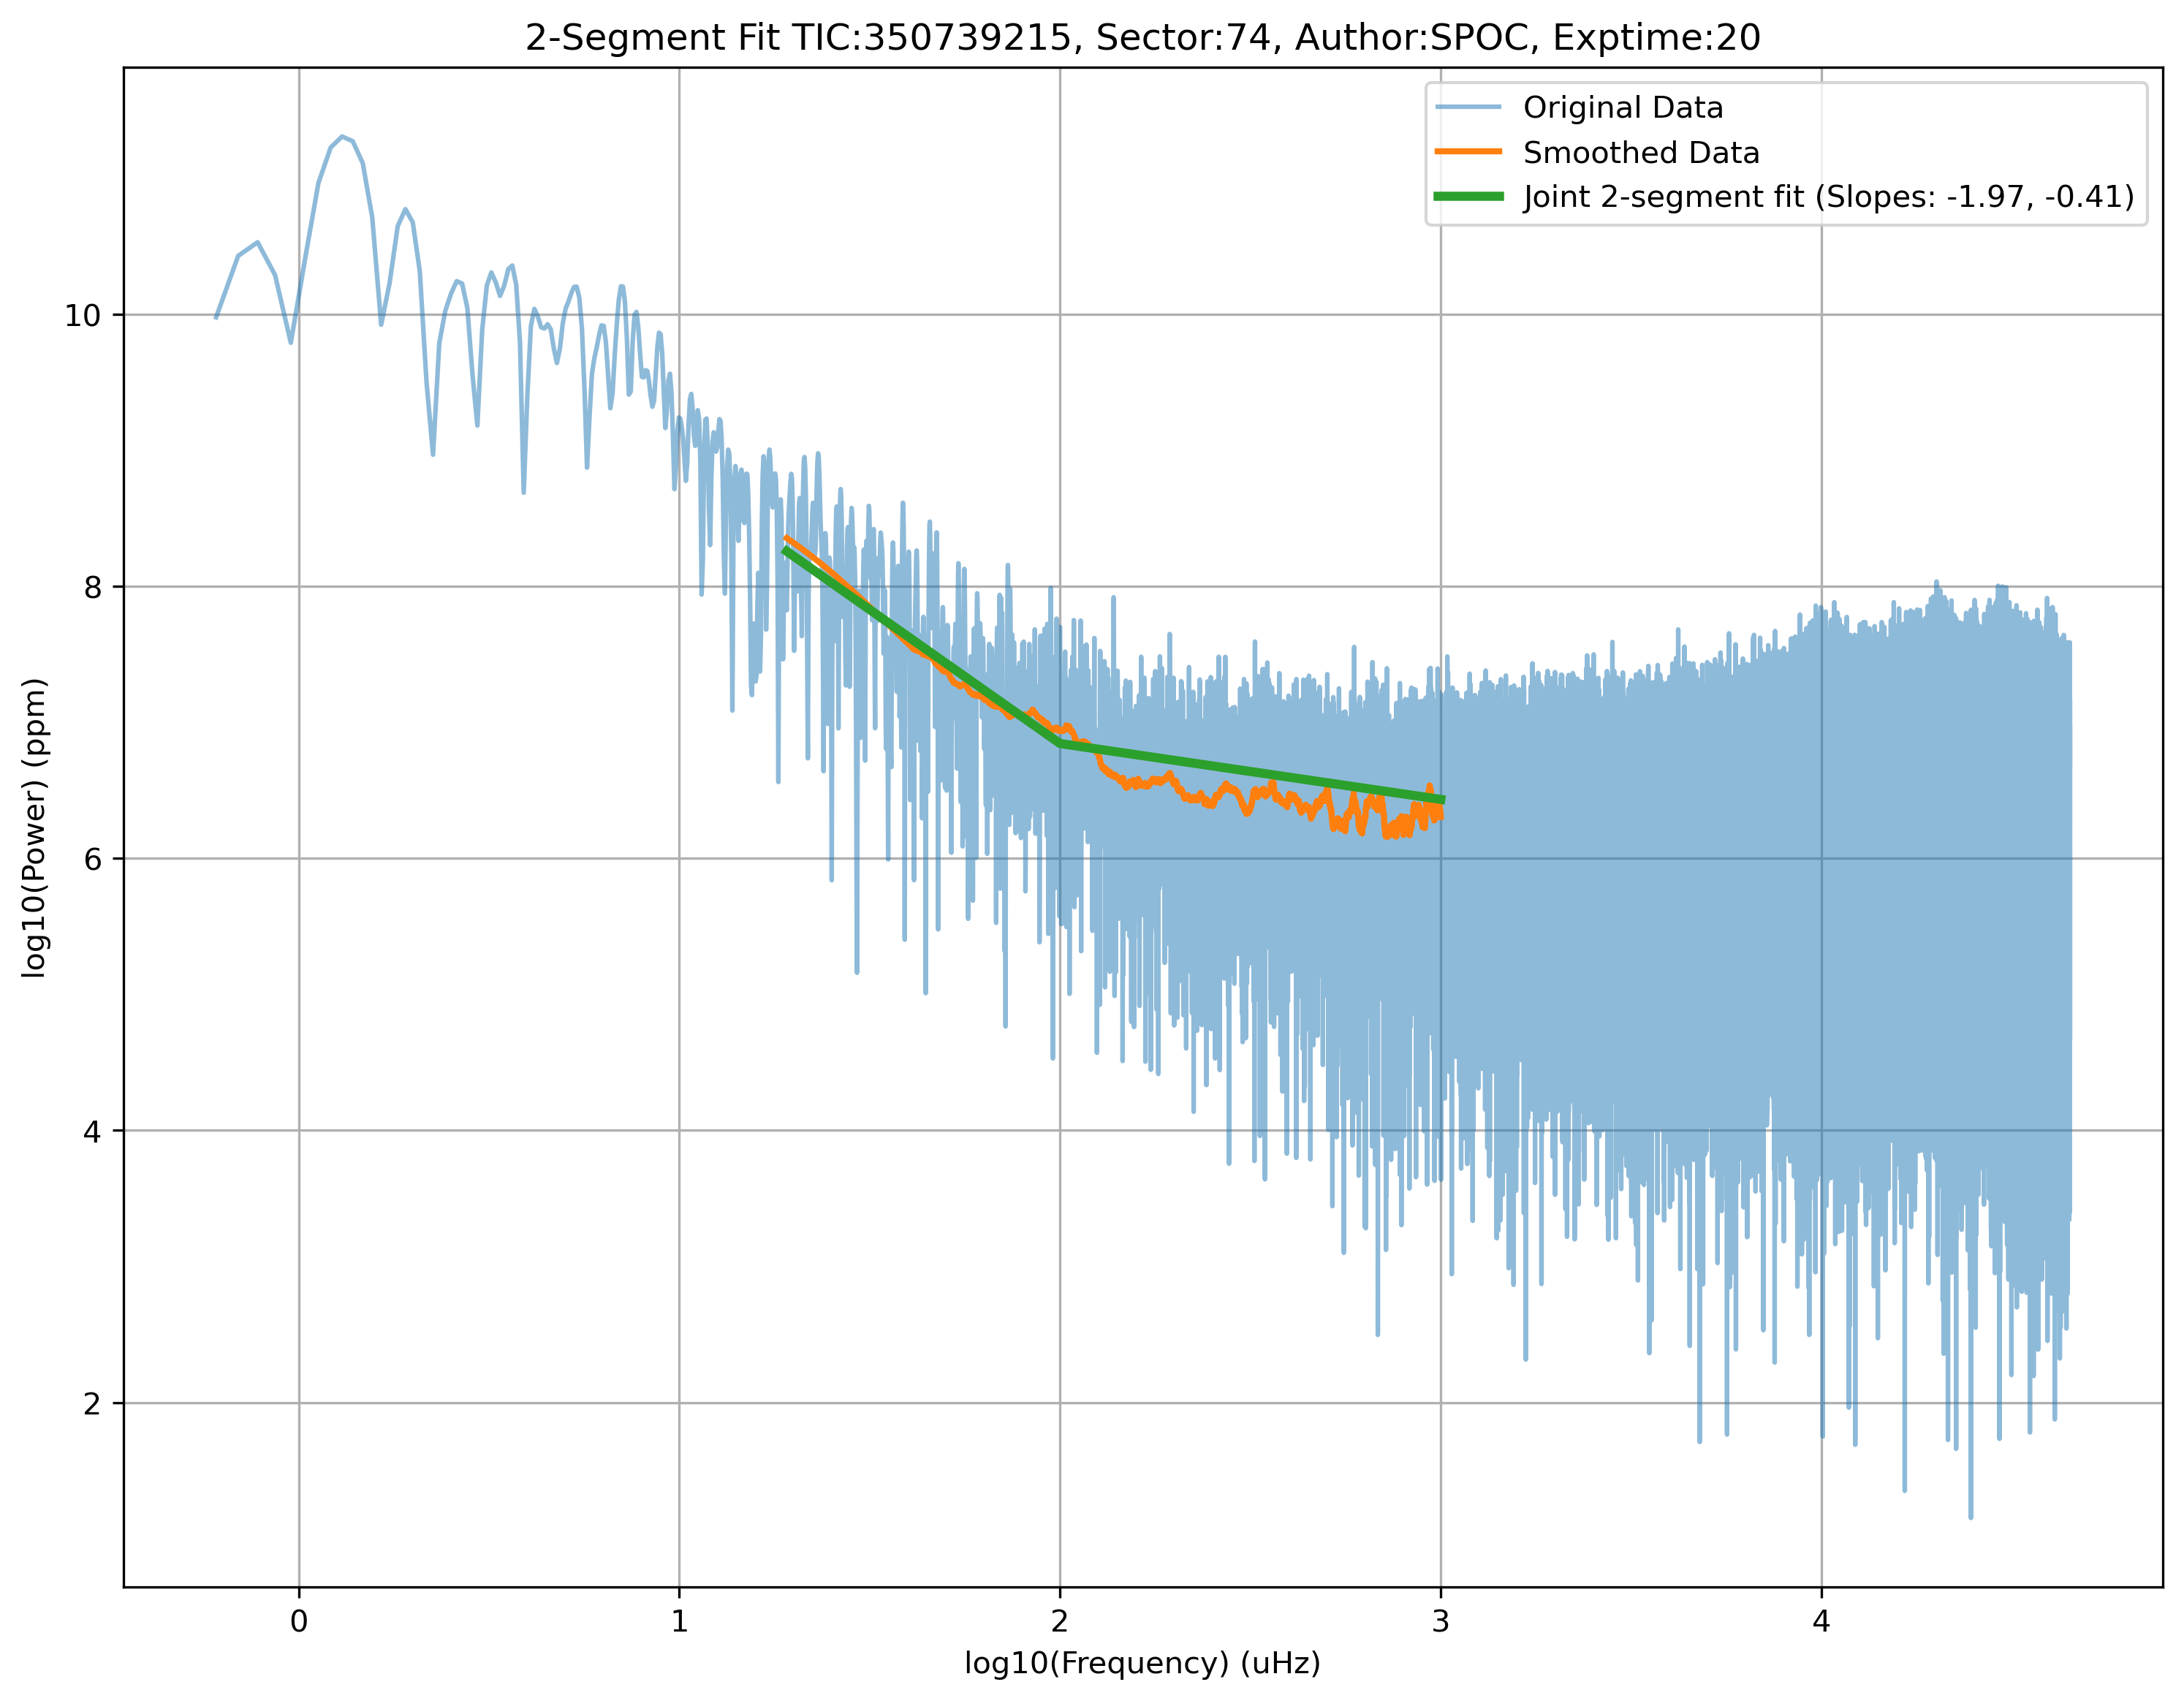 2-Segment Fit TIC:350739215, Sector:74, Author:SPOC, Exptime:20
Original Data
Smoothed Data
Joint 2-segment fit (Slopes: -1.97, -0.41)
log10(Power) (ppm)
10
8
6
4
2
0 1 2 3 4
log10(Frequency) (uHz)